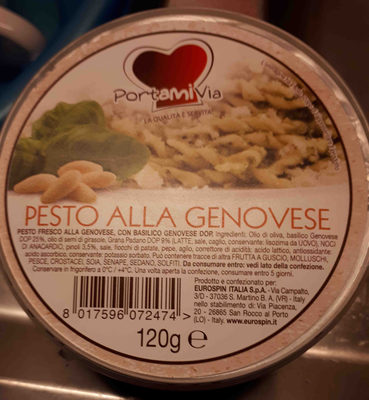 PortamiVia
LA QUALITÀ È SERVITA!
PESTO ALLA GENOVESE
PESTO FRESCO ALLA GENOVESE, CON BASILICO GENOVESE DOP. Ingredienti: Olio di oliva, basilico Genovese
DOP 25%, olio di semi di girasole, Grana Padano DOP 9% (LATTE, sale, caglio, conservante: lisozima da UOVO), NOCI
DI ANACARDIO, pinoli 3,5%, sale, fiocchi di patate, pepe, aglio, correttore di acidità: acido lattico, antiossidante:
acido ascorbico, conservante: potassio sorbato. Può contenere tracce di altra FRUTTA A GUSCIO, MOLLUSCHI,
PESCE, CROSTACEI, SOIA, SENAPE, SEDANO, SOLFITI. Da consumare entro: vedi lato della confezione.
Conservare in frigorifero a 0°C / +4°C. Una volta aperta la confezione, consumare entro 5 giorni.
Prodotto e confezionato per:
EUROSPIN ITALIA S.p.A. - Via Campalto,
3/D - 37036 S. Martino B. A. (VR) - Italy
nello stabilimento di: Via Piacenza,
20 - 26865 San Rocco al Porto
(LO) - Italy. www.eurospin.it
8 017596 072474 >
120g e